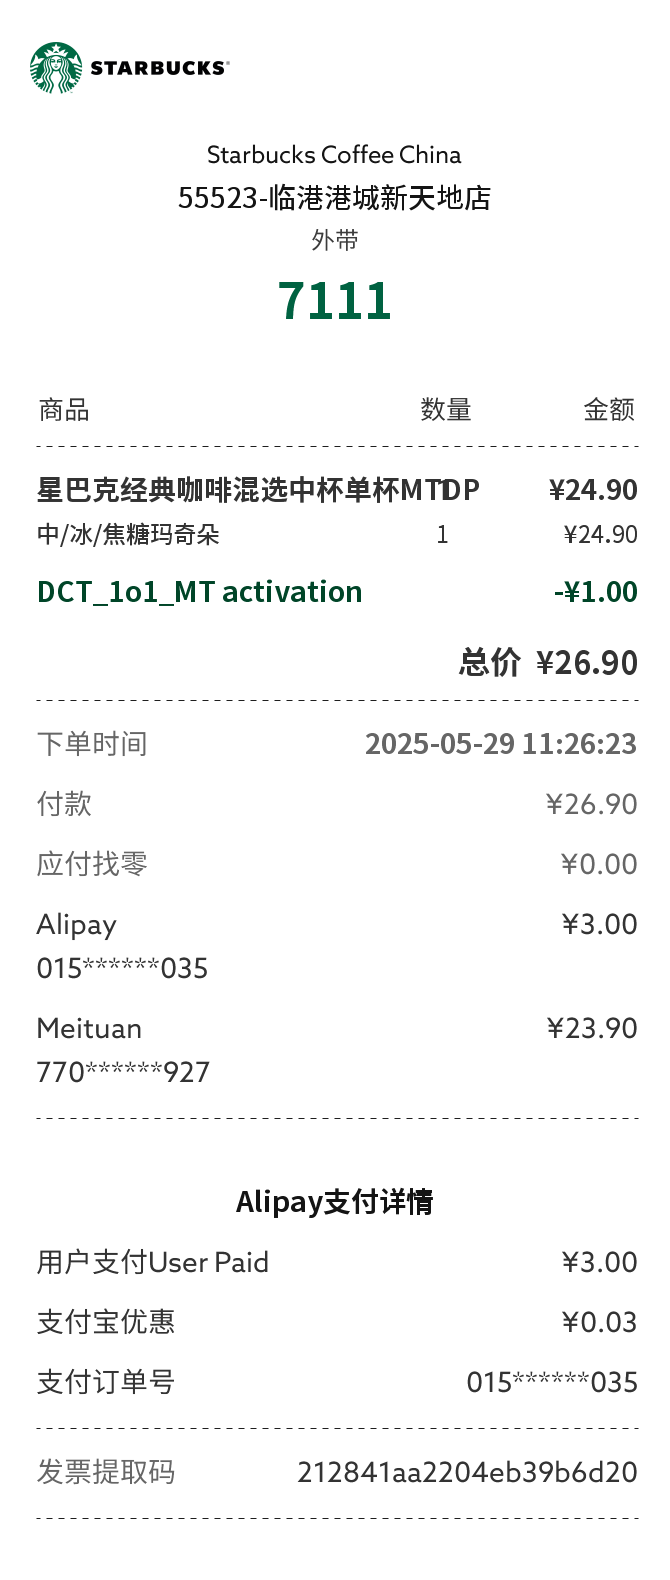 STARBUCKS
Starbucks Coffee China
55523-临港港城新天地店
外带
7111
商品 数量 金额
星巴克经典咖啡混选中杯单杯MTDP 1 ¥24.90
中/冰/焦糖玛奇朵 1 ¥24.90
DCT_1o1_MT activation -¥1.00
总价 ¥26.90
下单时间 2025-05-29 11:26:23
付款 ¥26.90
应付找零 ¥0.00
Alipay ¥3.00
015******035
Meituan ¥23.90
770******927
Alipay支付详情
用户支付User Paid ¥3.00
支付宝优惠 ¥0.03
支付订单号 015******035
发票提取码 212841aa2204eb39b6d20